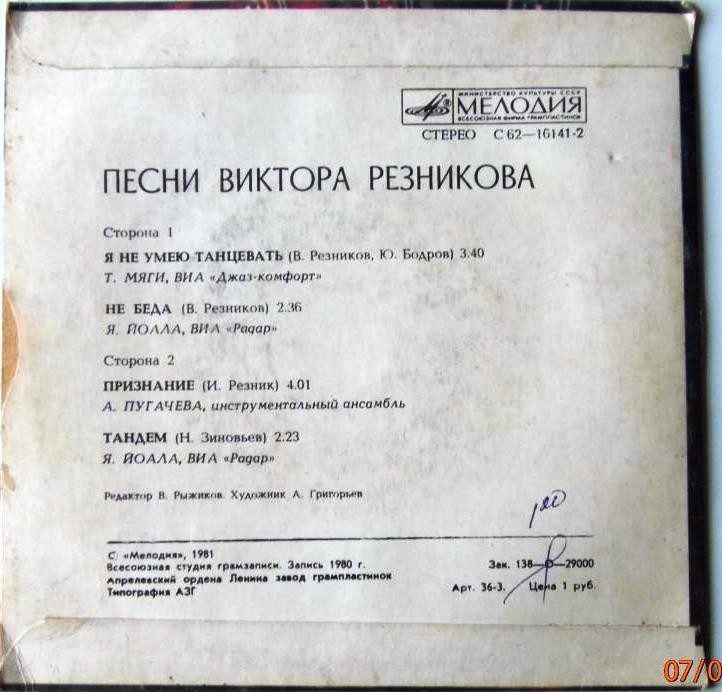 МИНИСТЕРСТВО КУЛЬТУРЫ СССР
МЕЛОДИЯ
ВСЕСОЮЗНАЯ ФИРМА ГРАМПЛАСТИНОК
СТЕРЕО С 62—16141-2
ПЕСНИ ВИКТОРА РЕЗНИКОВА
Сторона 1
Я НЕ УМЕЮ ТАНЦЕВАТЬ (В. Резников, Ю. Бодров) 3.40
Т. МЯГИ, ВИА «Джаз-комфорт»
НЕ БЕДА (В. Резников) 2.36
Я. ЙОАЛА, ВИА «Радар»
Сторона 2
ПРИЗНАНИЕ (И. Резник) 4.01
А. ПУГАЧЕВА, инструментальный ансамбль
ТАНДЕМ (Н. Зиновьев) 2.23
Я. ЙОАЛА, ВИА «Радар»
Редактор В. Рыжиков. Художник А. Григорьев
С «Мелодия», 1981
Всесоюзная студия грамзаписи. Запись 1980 г.
Апрелевский ордена Ленина завод грампластинок
Типография АЗГ
Зак. 138—О—29000
Арт. 36-3. Цена 1 руб.
07/0